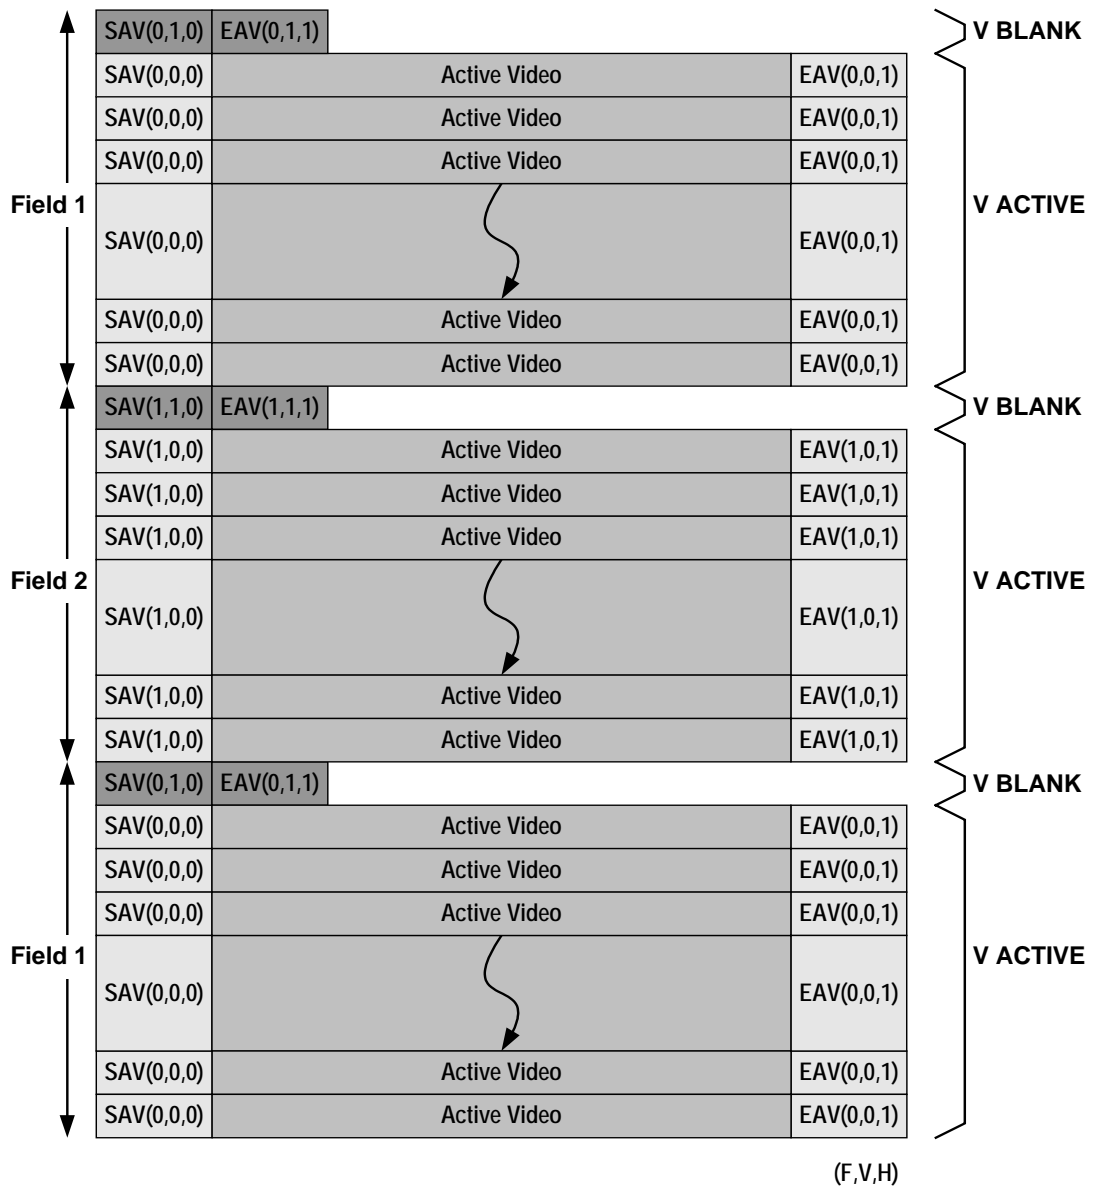 SAV(0,1,0) EAV(0,1,1) V BLANK
SAV(0,0,0) Active Video EAV(0,0,1)
SAV(0,0,0) Active Video EAV(0,0,1)
SAV(0,0,0) Active Video EAV(0,0,1)
Field 1 V ACTIVE
SAV(0,0,0) EAV(0,0,1)
SAV(0,0,0) Active Video EAV(0,0,1)
SAV(0,0,0) Active Video EAV(0,0,1)
SAV(1,1,0) EAV(1,1,1) V BLANK
SAV(1,0,0) Active Video EAV(1,0,1)
SAV(1,0,0) Active Video EAV(1,0,1)
SAV(1,0,0) Active Video EAV(1,0,1)
Field 2 V ACTIVE
SAV(1,0,0) EAV(1,0,1)
SAV(1,0,0) Active Video EAV(1,0,1)
SAV(1,0,0) Active Video EAV(1,0,1)
SAV(0,1,0) EAV(0,1,1) V BLANK
SAV(0,0,0) Active Video EAV(0,0,1)
SAV(0,0,0) Active Video EAV(0,0,1)
SAV(0,0,0) Active Video EAV(0,0,1)
Field 1 V ACTIVE
SAV(0,0,0) EAV(0,0,1)
SAV(0,0,0) Active Video EAV(0,0,1)
SAV(0,0,0) Active Video EAV(0,0,1)
(F,V,H)